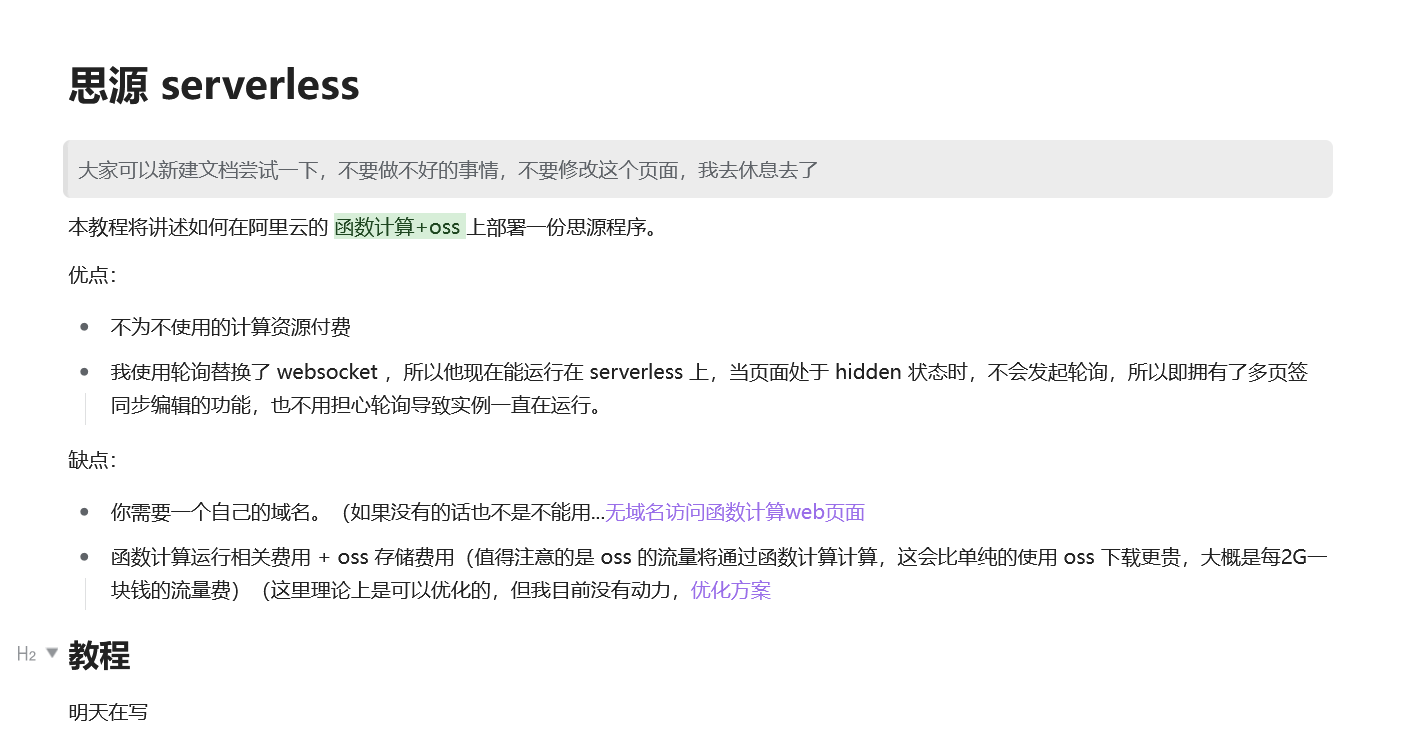 思源 serverless
大家可以新建文档尝试一下，不要做不好的事情，不要修改这个页面，我去休息去了
本教程将讲述如何在阿里云的 函数计算+oss 上部署一份思源程序。
优点：
不为不使用的计算资源付费
我使用轮询替换了 websocket ，所以他现在能运行在 serverless 上，当页面处于 hidden 状态时，不会发起轮询，所以即拥有了多页签
同步编辑的功能，也不用担心轮询导致实例一直在运行。
缺点：
你需要一个自己的域名。（如果没有的话也不是不能用...无域名访问函数计算web页面
函数计算运行相关费用 + oss 存储费用（值得注意的是 oss 的流量将通过函数计算计算，这会比单纯的使用 oss 下载更贵，大概是每2G一
块钱的流量费）（这里理论上是可以优化的，但我目前没有动力，优化方案
H2 教程
明天在写